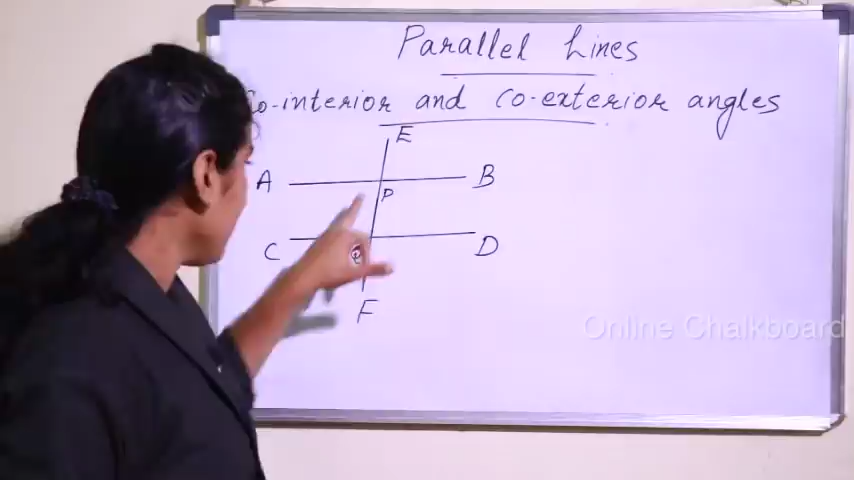 Parallel Lines
Co-interior and Co-exterior angles
E
A B
P
C D
F
Online Chalkboard